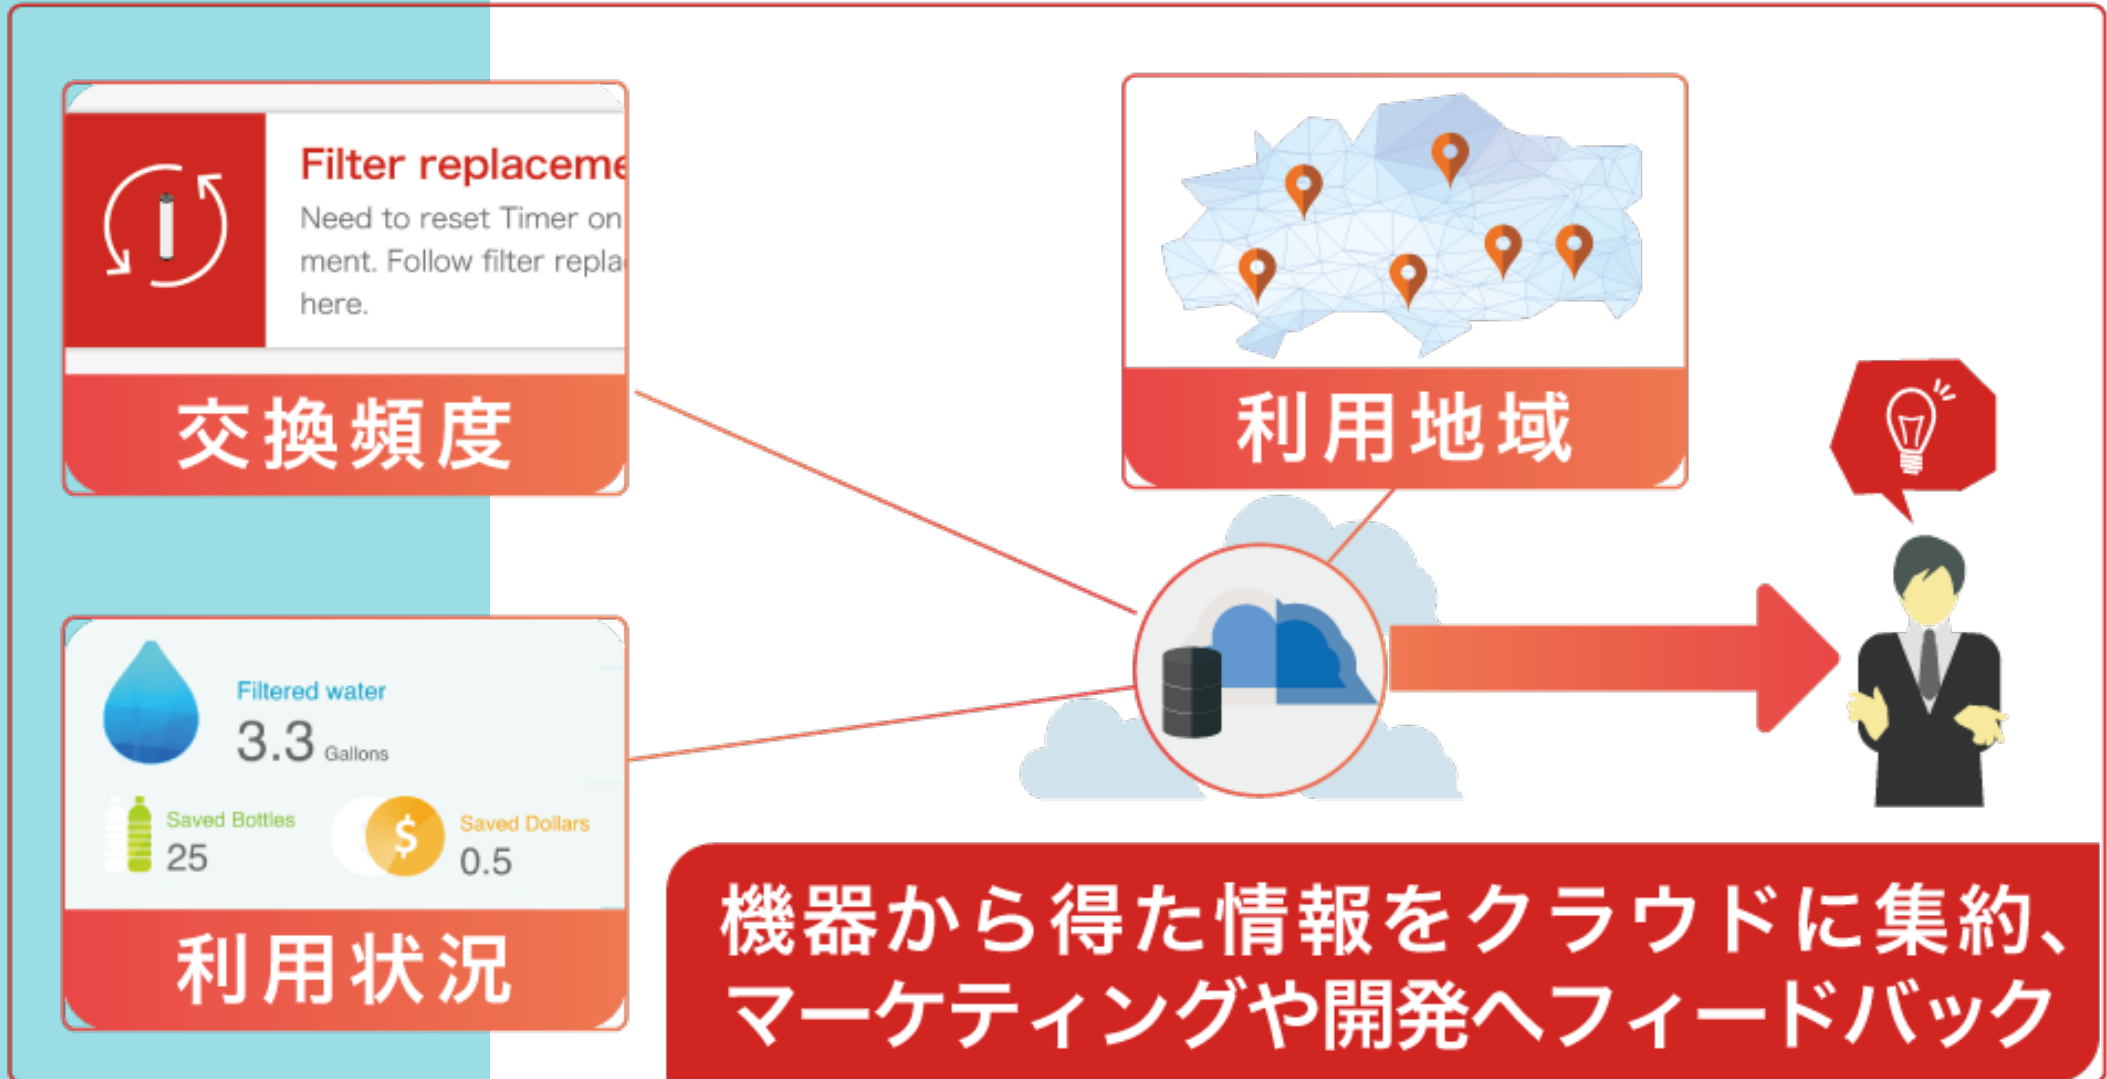 Filter replaceme
Need to reset Timer on
ment. Follow filter repla
here.
交換頻度
利用地域
Filtered water
3.3 Gallons
Saved Bottles
25
$
Saved Dollars
0.5
利用状況
機器から得た情報をクラウドに集約、
マーケティングや開発へフィードバック